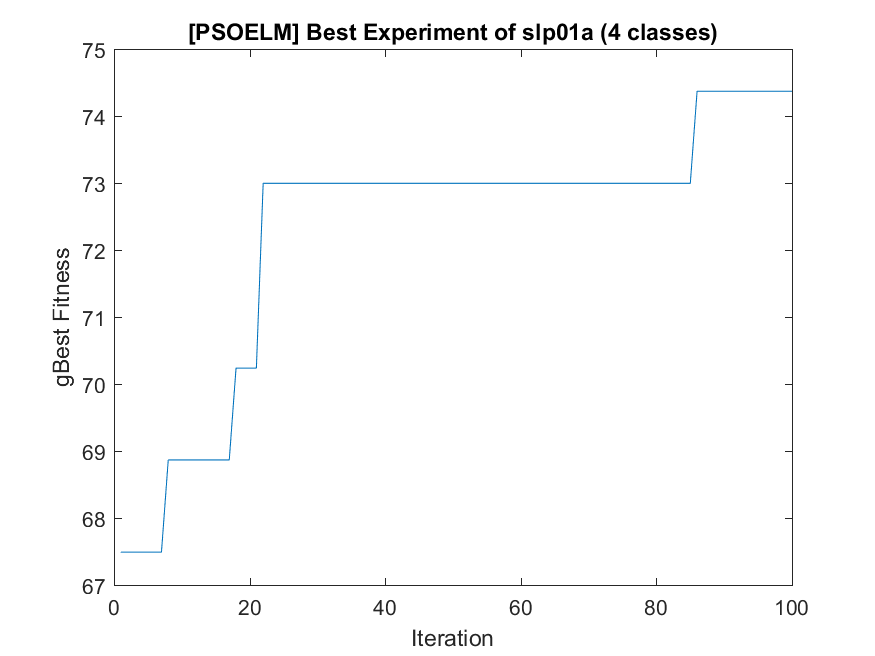 [PSOELM] Best Experiment of slp01a (4 classes)
75
74
73
72
71
70
69
68
67
gBest Fitness
0 20 40 60 80 100
Iteration